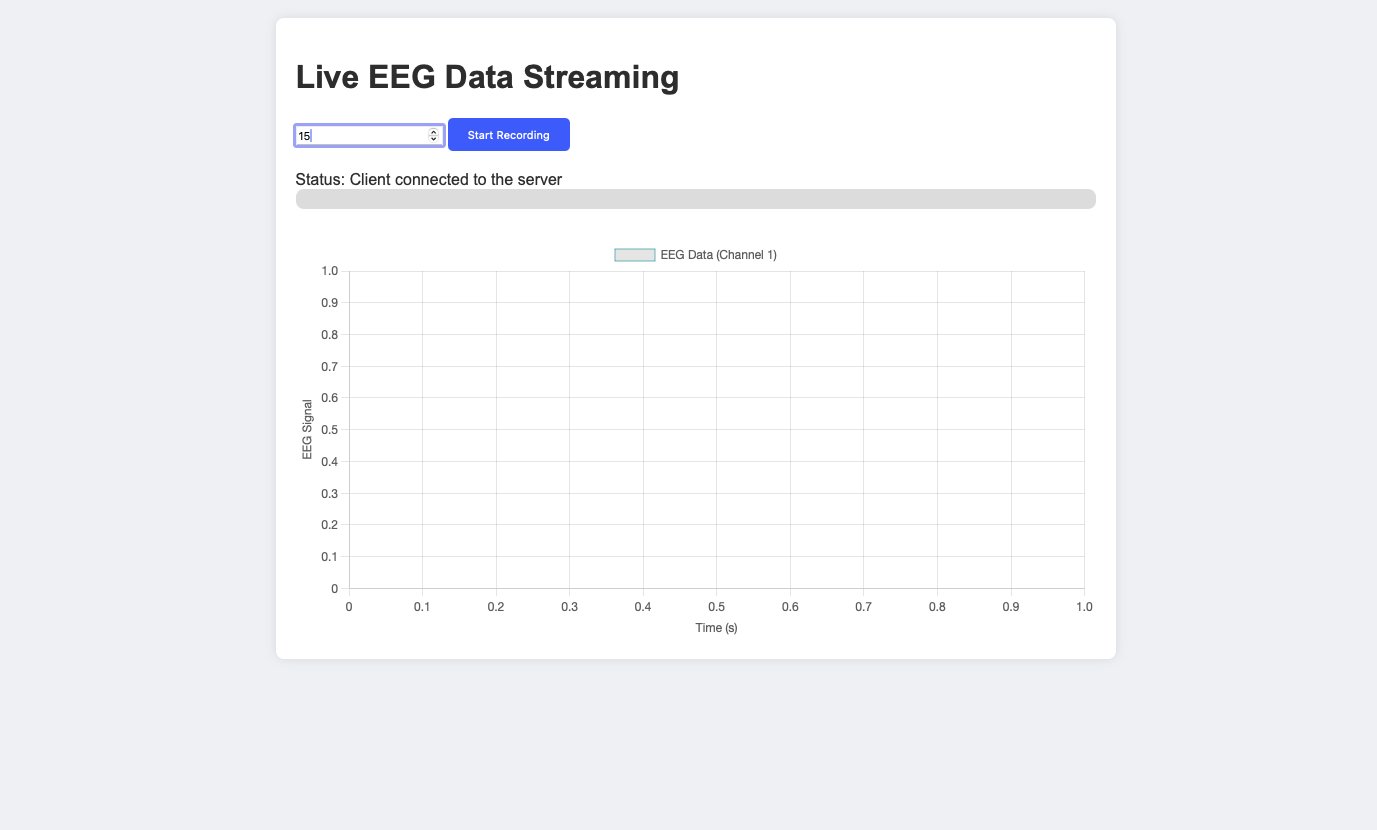 Live EEG Data Streaming
15 Start Recording
Status: Client connected to the server
EEG Data (Channel 1)
1.0
0.9
0.8
0.7
0.6
0.5
0.4
0.3
0.2
0.1
0
EEG Signal
0 0.1 0.2 0.3 0.4 0.5 0.6 0.7 0.8 0.9 1.0
Time (s)